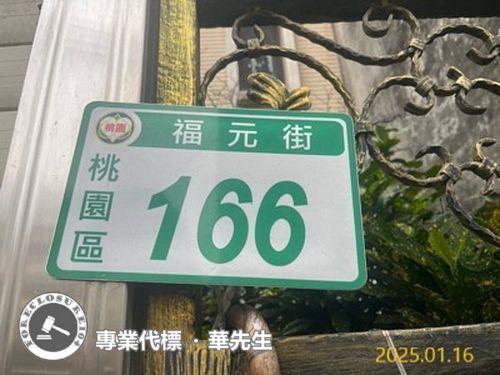 桃園
福元街
桃園區
166
FORECLOSURE104
專業代標 · 華先生
2025.01.16